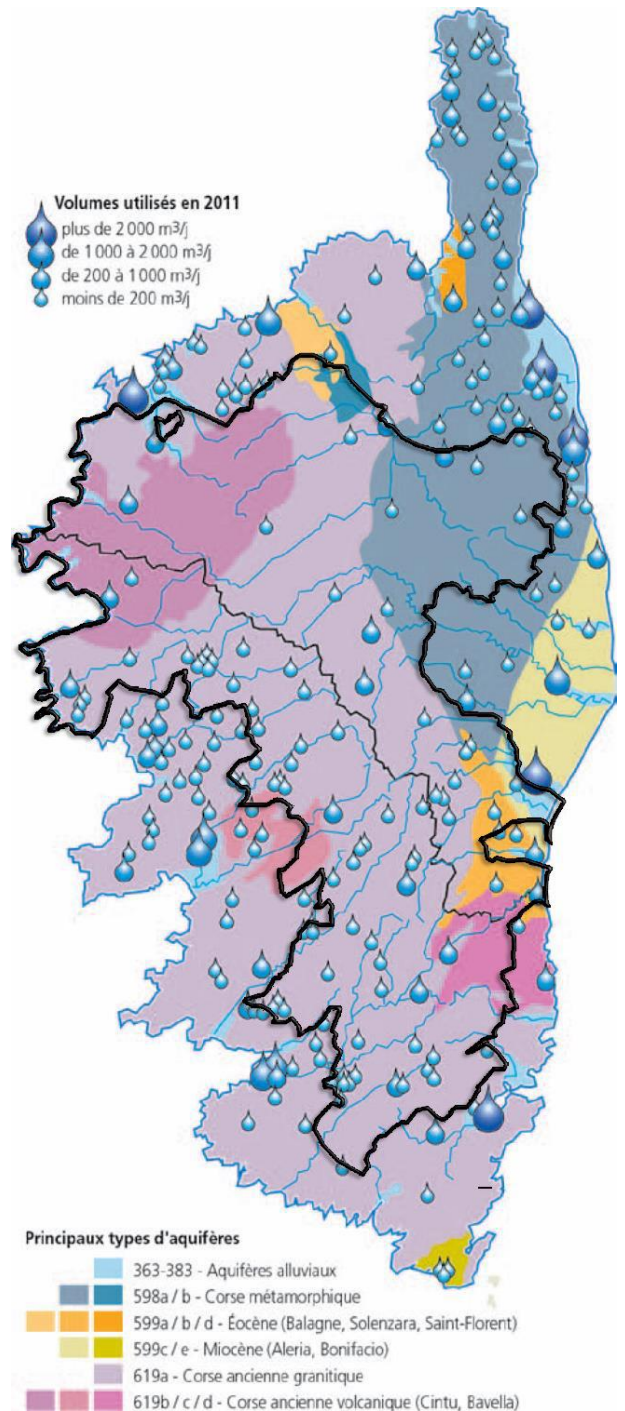 Volumes utilisés en 2011
plus de 2 000 m3/j
de 1 000 à 2 000 m3/j
de 200 à 1 000 m3/j
moins de 200 m3/j
Principaux types d'aquifères
363-383 - Aquifères alluviaux
598a / b - Corse métamorphique
599a / b / d - Éocène (Balagne, Solenzara, Saint-Florent)
599c / e - Miocène (Aleria, Bonifacio)
619a - Corse ancienne granitique
619b / c / d - Corse ancienne volcanique (Cintu, Bavella)